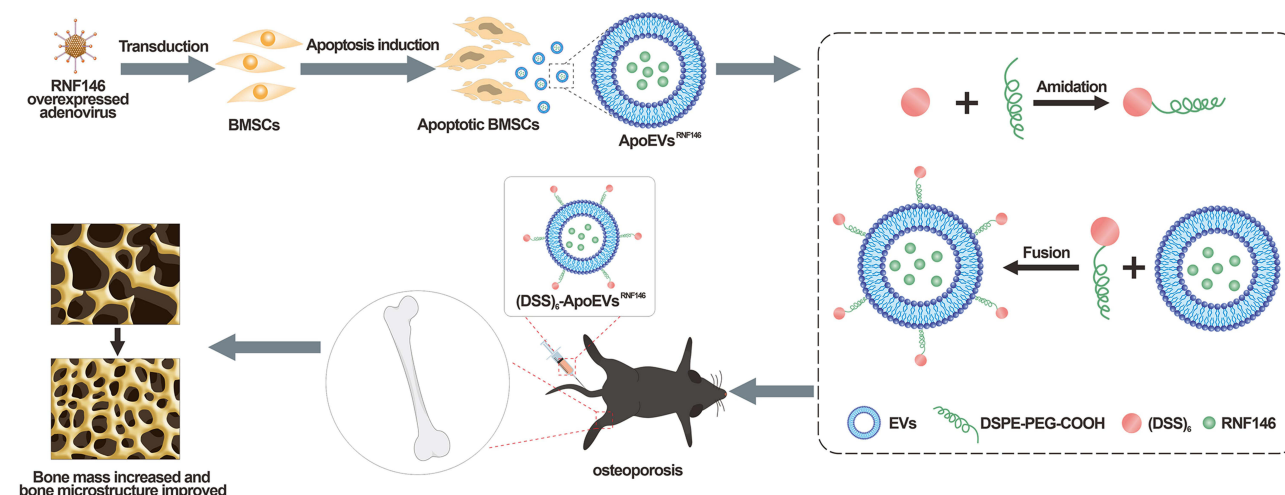 Transduction
Apoptosis induction
RNF146
overexpressed
adenovirus
BMSCs
Apoptotic BMSCs
ApoEVs^RNF146
+
Amidation
Fusion
+
(DSS)₆-ApoEVs^RNF146
osteoporosis
EVs
DSPE-PEG-COOH
(DSS)₆
RNF146
Bone mass increased and
bone microstructure improved